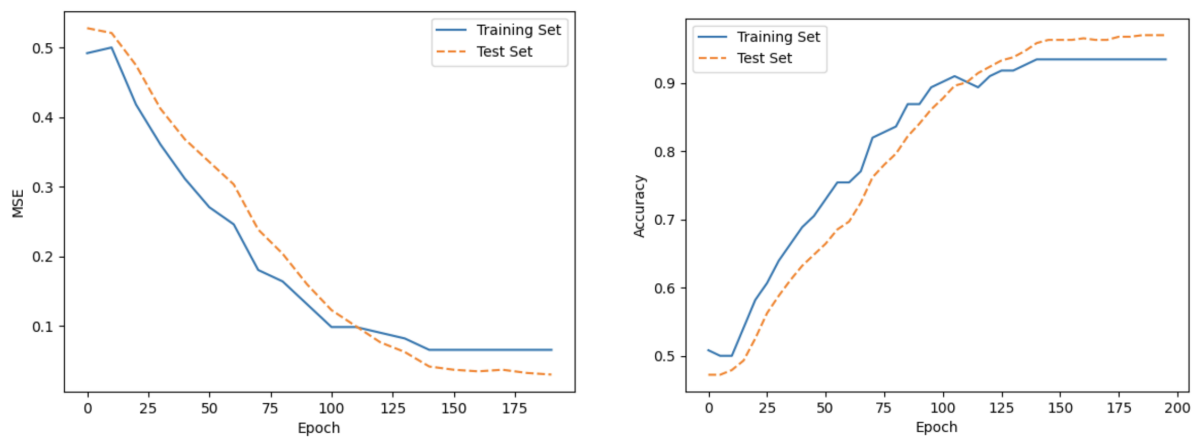 Training Set
Test Set
0.5
0.4
0.3
0.2
0.1
MSE
0 25 50 75 100 125 150 175
Epoch
Training Set
Test Set
0.9
0.8
0.7
0.6
0.5
Accuracy
0 25 50 75 100 125 150 175 200
Epoch